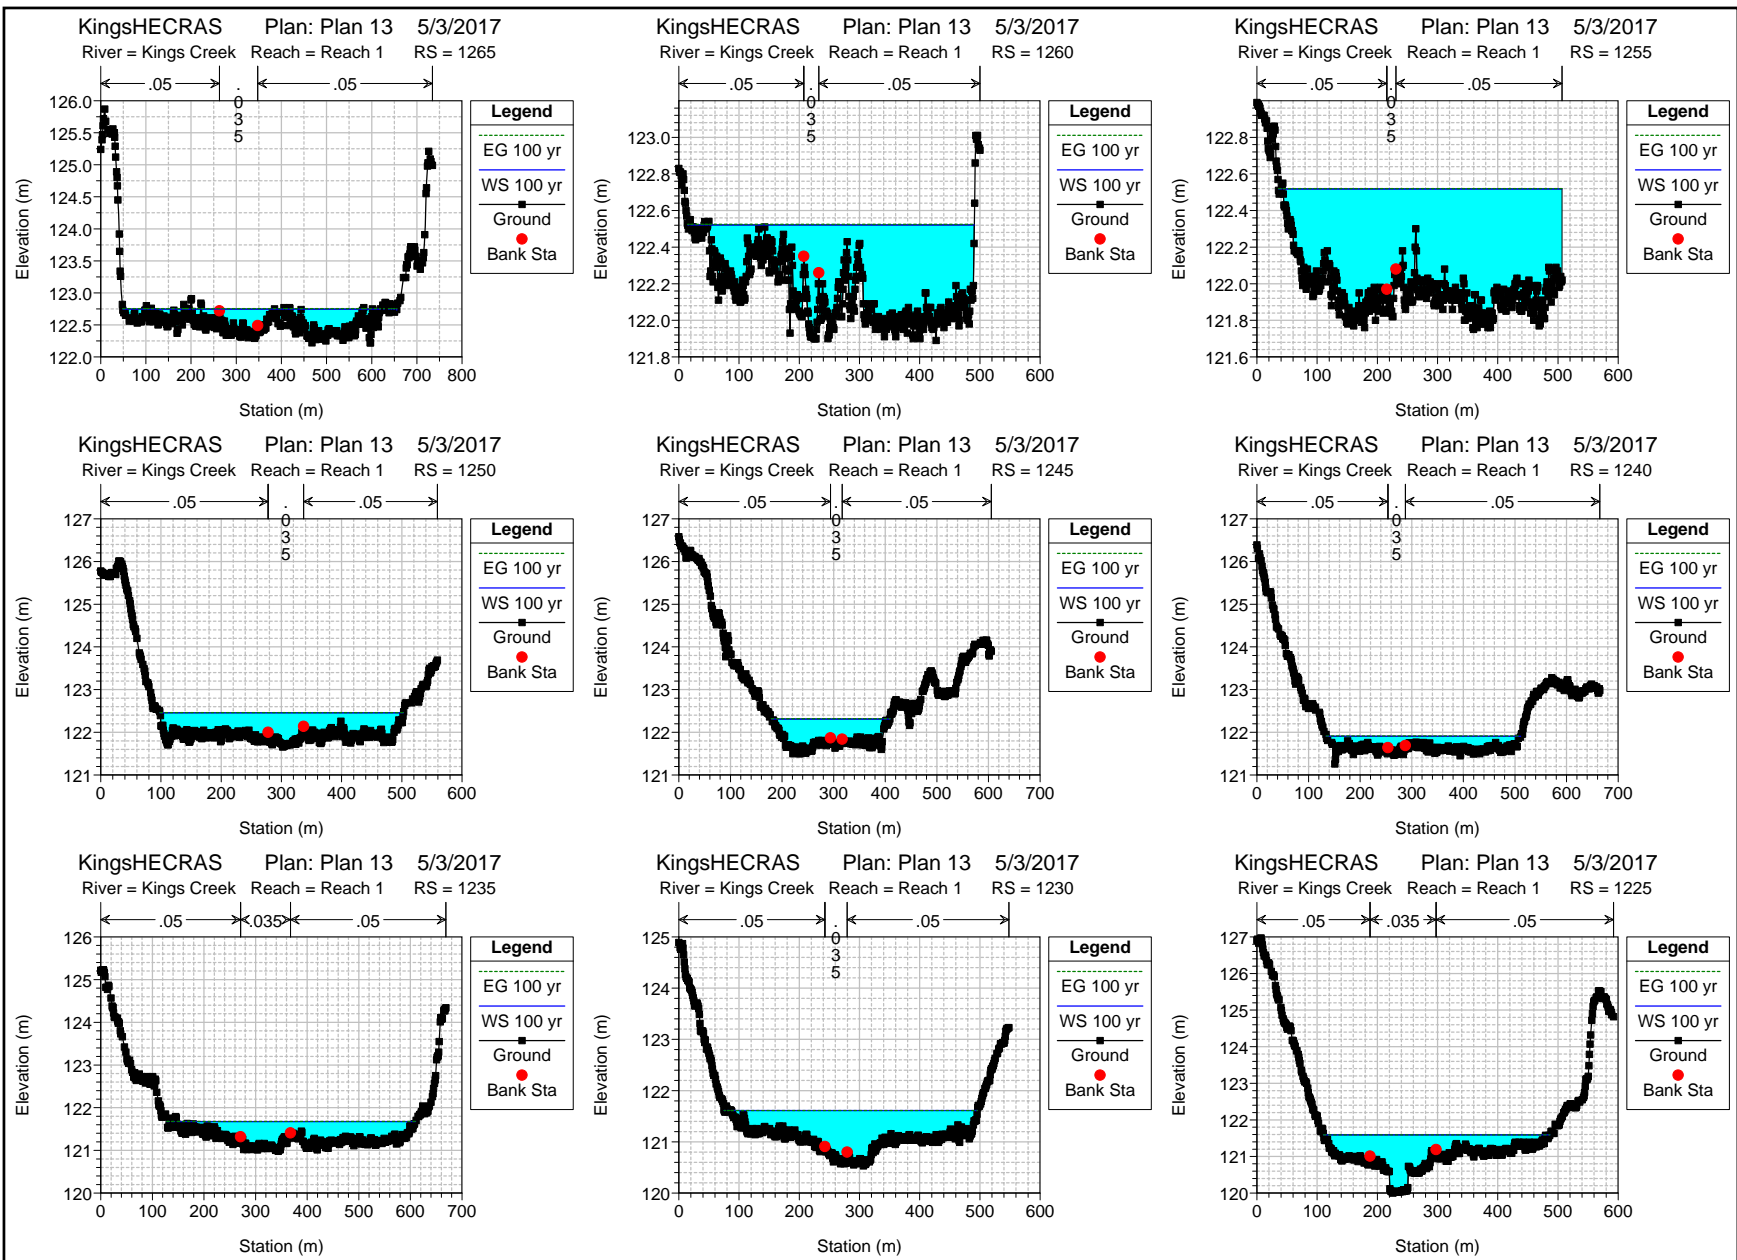 KingsHECRAS Plan: Plan 13 5/3/2017
River = Kings Creek Reach = Reach 1 RS = 1265
.05 .035 .05
Legend
EG 100 yr
WS 100 yr
Ground
Bank Sta
Elevation (m)
126.0
125.5
125.0
124.5
124.0
123.5
123.0
122.5
122.0
0 100 200 300 400 500 600 700 800
Station (m)
KingsHECRAS Plan: Plan 13 5/3/2017
River = Kings Creek Reach = Reach 1 RS = 1260
.05 .035 .05
Legend
EG 100 yr
WS 100 yr
Ground
Bank Sta
Elevation (m)
123.0
122.8
122.6
122.4
122.2
122.0
121.8
0 100 200 300 400 500 600
Station (m)
KingsHECRAS Plan: Plan 13 5/3/2017
River = Kings Creek Reach = Reach 1 RS = 1255
.05 .035 .05
Legend
EG 100 yr
WS 100 yr
Ground
Bank Sta
Elevation (m)
122.8
122.6
122.4
122.2
122.0
121.8
121.6
0 100 200 300 400 500 600
Station (m)
KingsHECRAS Plan: Plan 13 5/3/2017
River = Kings Creek Reach = Reach 1 RS = 1250
.05 .035 .05
Legend
EG 100 yr
WS 100 yr
Ground
Bank Sta
Elevation (m)
127
126
125
124
123
122
121
0 100 200 300 400 500 600
Station (m)
KingsHECRAS Plan: Plan 13 5/3/2017
River = Kings Creek Reach = Reach 1 RS = 1245
.05 .035 .05
Legend
EG 100 yr
WS 100 yr
Ground
Bank Sta
Elevation (m)
127
126
125
124
123
122
121
0 100 200 300 400 500 600 700
Station (m)
KingsHECRAS Plan: Plan 13 5/3/2017
River = Kings Creek Reach = Reach 1 RS = 1240
.05 .035 .05
Legend
EG 100 yr
WS 100 yr
Ground
Bank Sta
Elevation (m)
127
126
125
124
123
122
121
0 100 200 300 400 500 600 700
Station (m)
KingsHECRAS Plan: Plan 13 5/3/2017
River = Kings Creek Reach = Reach 1 RS = 1235
.05 .035 .05
Legend
EG 100 yr
WS 100 yr
Ground
Bank Sta
Elevation (m)
126
125
124
123
122
121
120
0 100 200 300 400 500 600 700
Station (m)
KingsHECRAS Plan: Plan 13 5/3/2017
River = Kings Creek Reach = Reach 1 RS = 1230
.05 .035 .05
Legend
EG 100 yr
WS 100 yr
Ground
Bank Sta
Elevation (m)
125
124
123
122
121
120
0 100 200 300 400 500 600
Station (m)
KingsHECRAS Plan: Plan 13 5/3/2017
River = Kings Creek Reach = Reach 1 RS = 1225
.05 .035 .05
Legend
EG 100 yr
WS 100 yr
Ground
Bank Sta
Elevation (m)
127
126
125
124
123
122
121
120
0 100 200 300 400 500 600
Station (m)